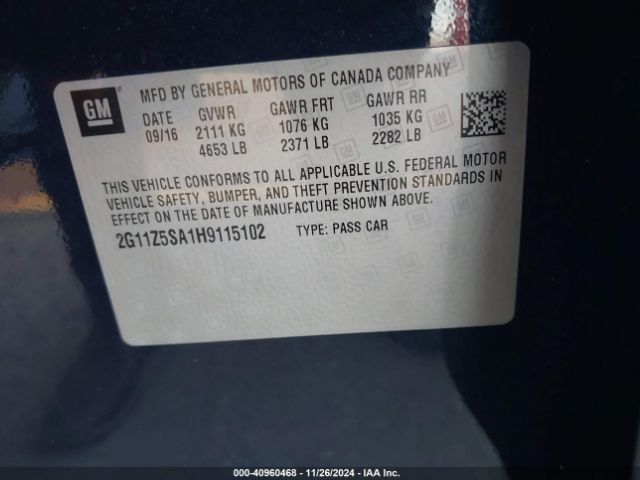 GM
MFD BY GENERAL MOTORS OF CANADA COMPANY
DATE GVWR GAWR FRT GAWR RR
09/16 2111 KG 1076 KG 1035 KG
4653 LB 2371 LB 2282 LB
THIS VEHICLE CONFORMS TO ALL APPLICABLE U.S. FEDERAL MOTOR
VEHICLE SAFETY, BUMPER, AND THEFT PREVENTION STANDARDS IN
EFFECT ON THE DATE OF MANUFACTURE SHOWN ABOVE.
2G11Z5SA1H9115102 TYPE: PASS CAR
000-40960468 - 11/26/2024 - IAA Inc.